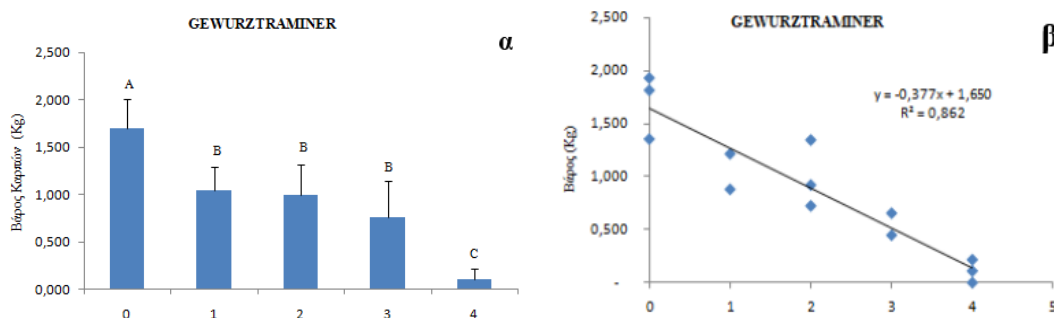 GEWURZTRAMINER
α
Βάρος Καρπών (Kg)
2,500
2,000
1,500
1,000
0,500
0,000
A
B
B
B
C
0 1 2 3 4
GEWURZTRAMINER
β
Βάρος (Kg)
2,500
2,000
1,500
1,000
0,500
-
y = -0,377x + 1,650
R² = 0,862
0 1 2 3 4 5